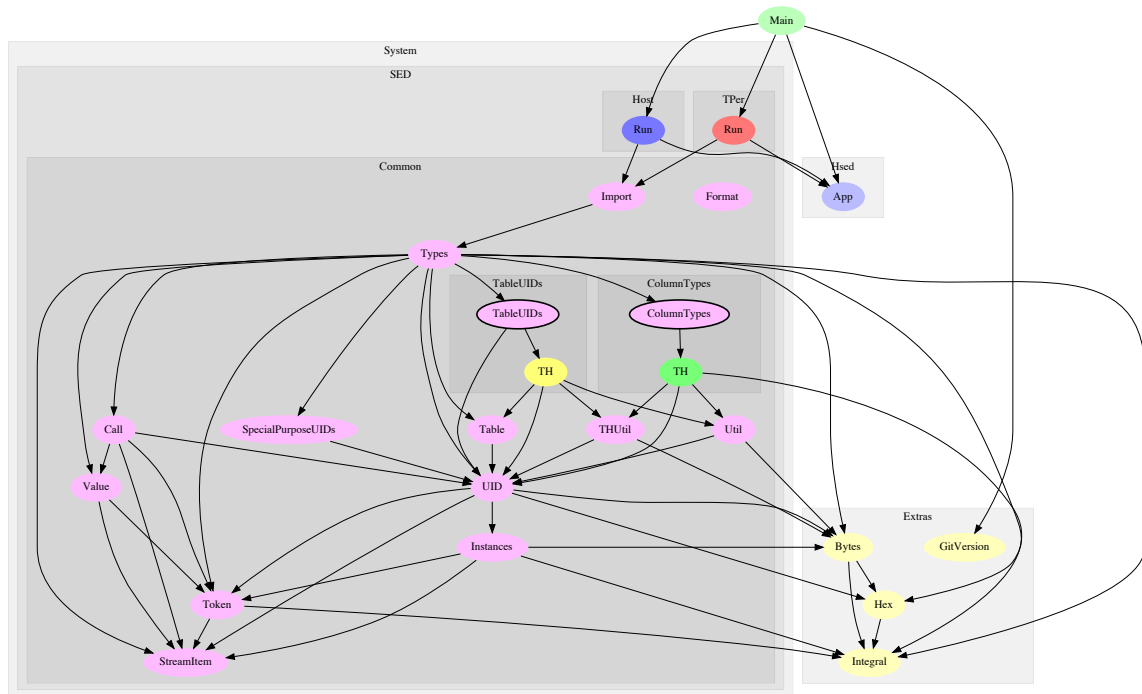 Main
System
SED
Host
TPer
Run
Run
Common
Hsed
Import
Format
App
Types
TableUIDs
ColumnTypes
TableUIDs
ColumnTypes
TH
TH
Call
SpecialPurposeUIDs
Table
THUtil
Util
Value
UID
Extras
Instances
Bytes
GitVersion
Token
Hex
StreamItem
Integral